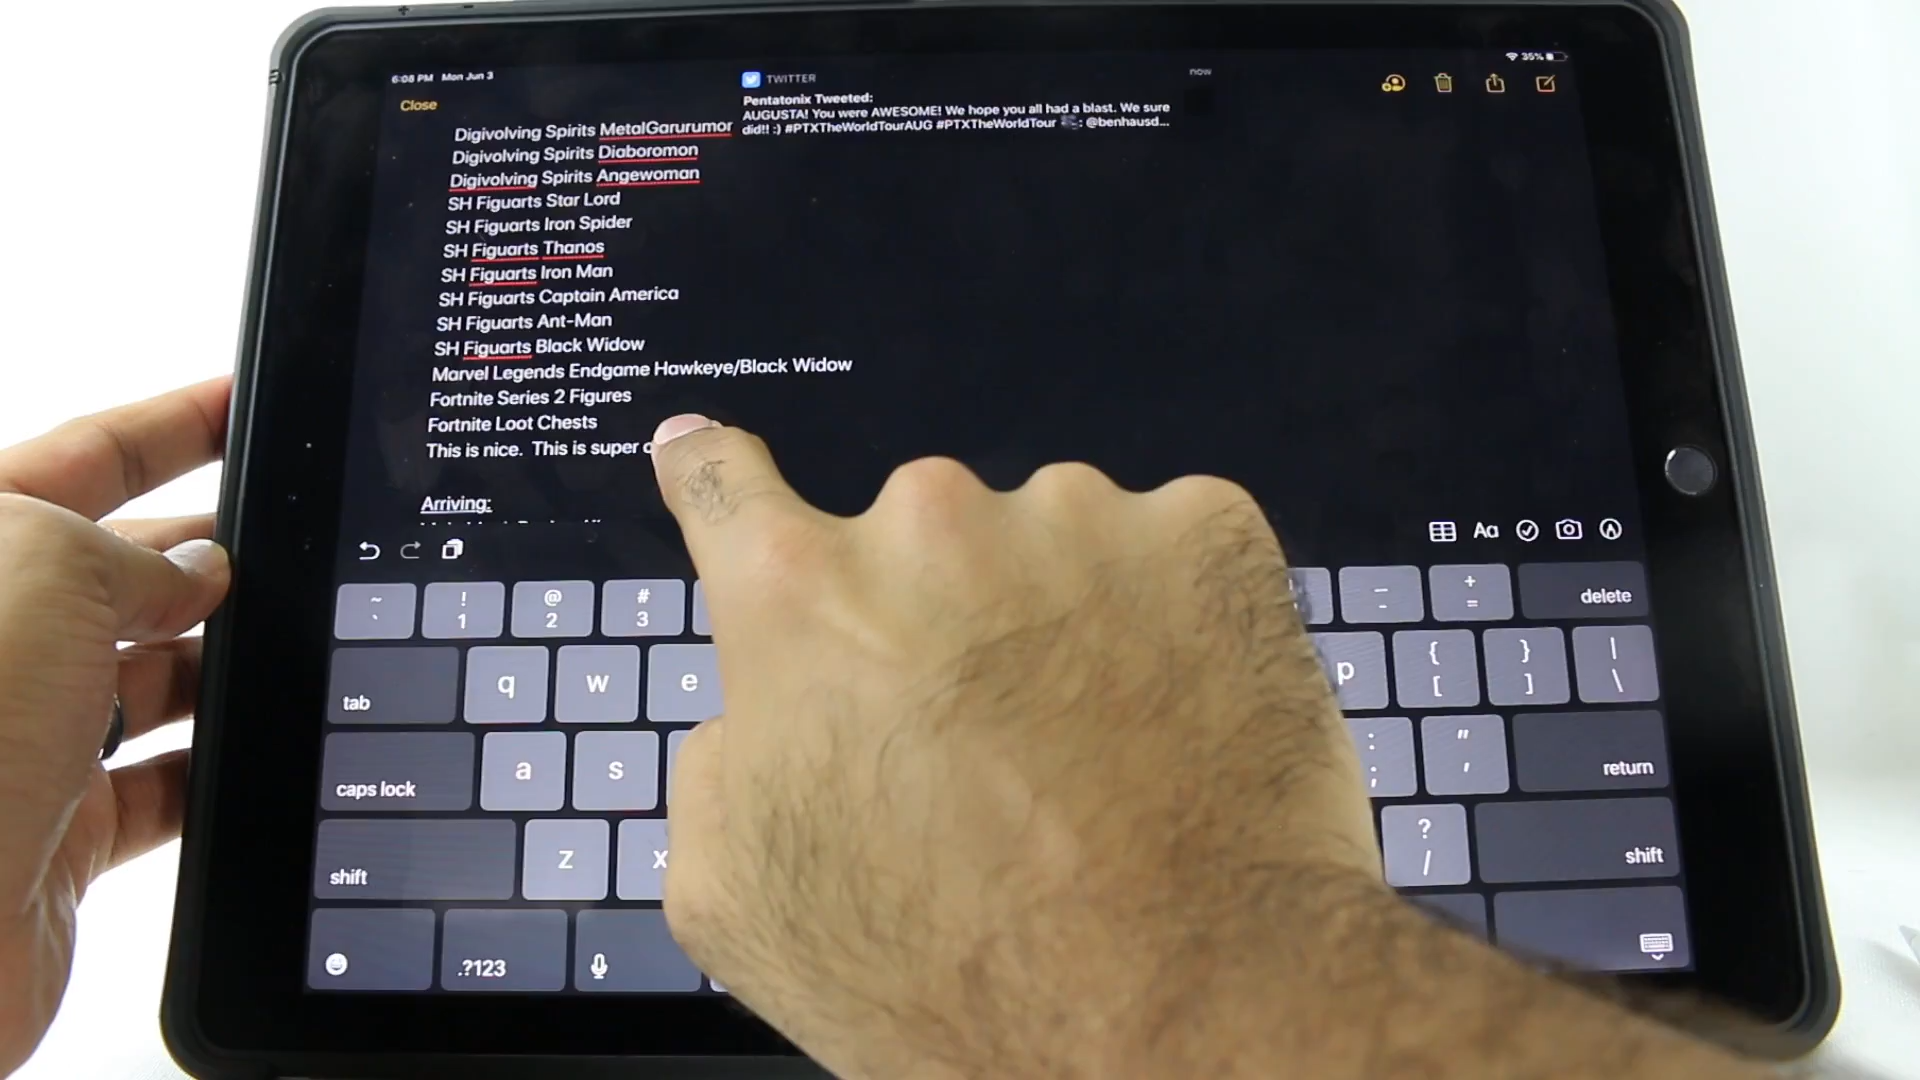 6:08 PM Mon Jun 3
35%
TWITTER
now
Close
Pentatonix Tweeted:
AUGUSTA! You were AWESOME! We hope you all had a blast. We sure
did!! :) #PTXTheWorldTourAUG #PTXTheWorldTour : @benhausd...
Digivolving Spirits MetalGarurumon
Digivolving Spirits Diaboromon
Digivolving Spirits Angewoman
SH Figuarts Star Lord
SH Figuarts Iron Spider
SH Figuarts Thanos
SH Figuarts Iron Man
SH Figuarts Captain America
SH Figuarts Ant-Man
SH Figuarts Black Widow
Marvel Legends Endgame Hawkeye/Black Widow
Fortnite Series 2 Figures
Fortnite Loot Chests
This is nice. This is super
Arriving:
Aa
~ ` ! 1 @ 2 # 3 _ - + = delete
tab q w e p { [ } ] | \
caps lock a s : ; " ' return
shift z x ? / shift
.?123